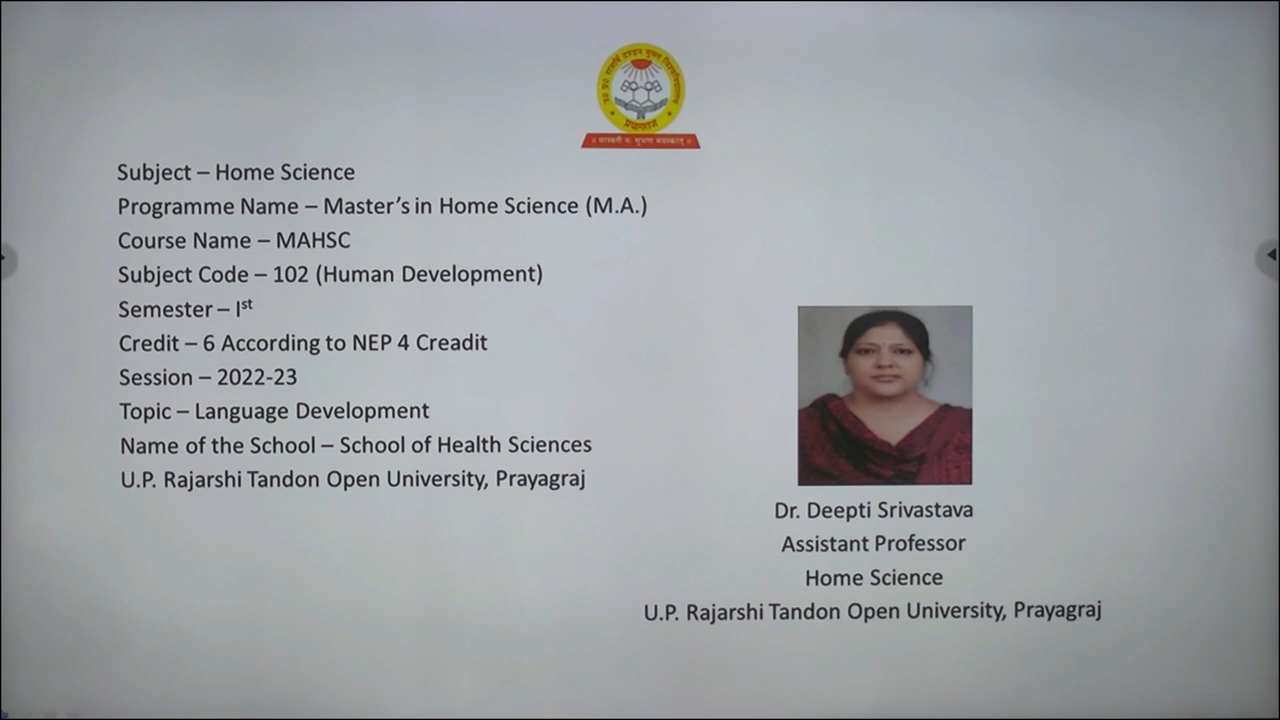 प्रयागराज
Subject – Home Science
Programme Name – Master’s in Home Science (M.A.)
Course Name – MAHSC
Subject Code – 102 (Human Development)
Semester – Iˢᵗ
Credit – 6 According to NEP 4 Creadit
Session – 2022-23
Topic – Language Development
Name of the School – School of Health Sciences
U.P. Rajarshi Tandon Open University, Prayagraj
Dr. Deepti Srivastava
Assistant Professor
Home Science
U.P. Rajarshi Tandon Open University, Prayagraj